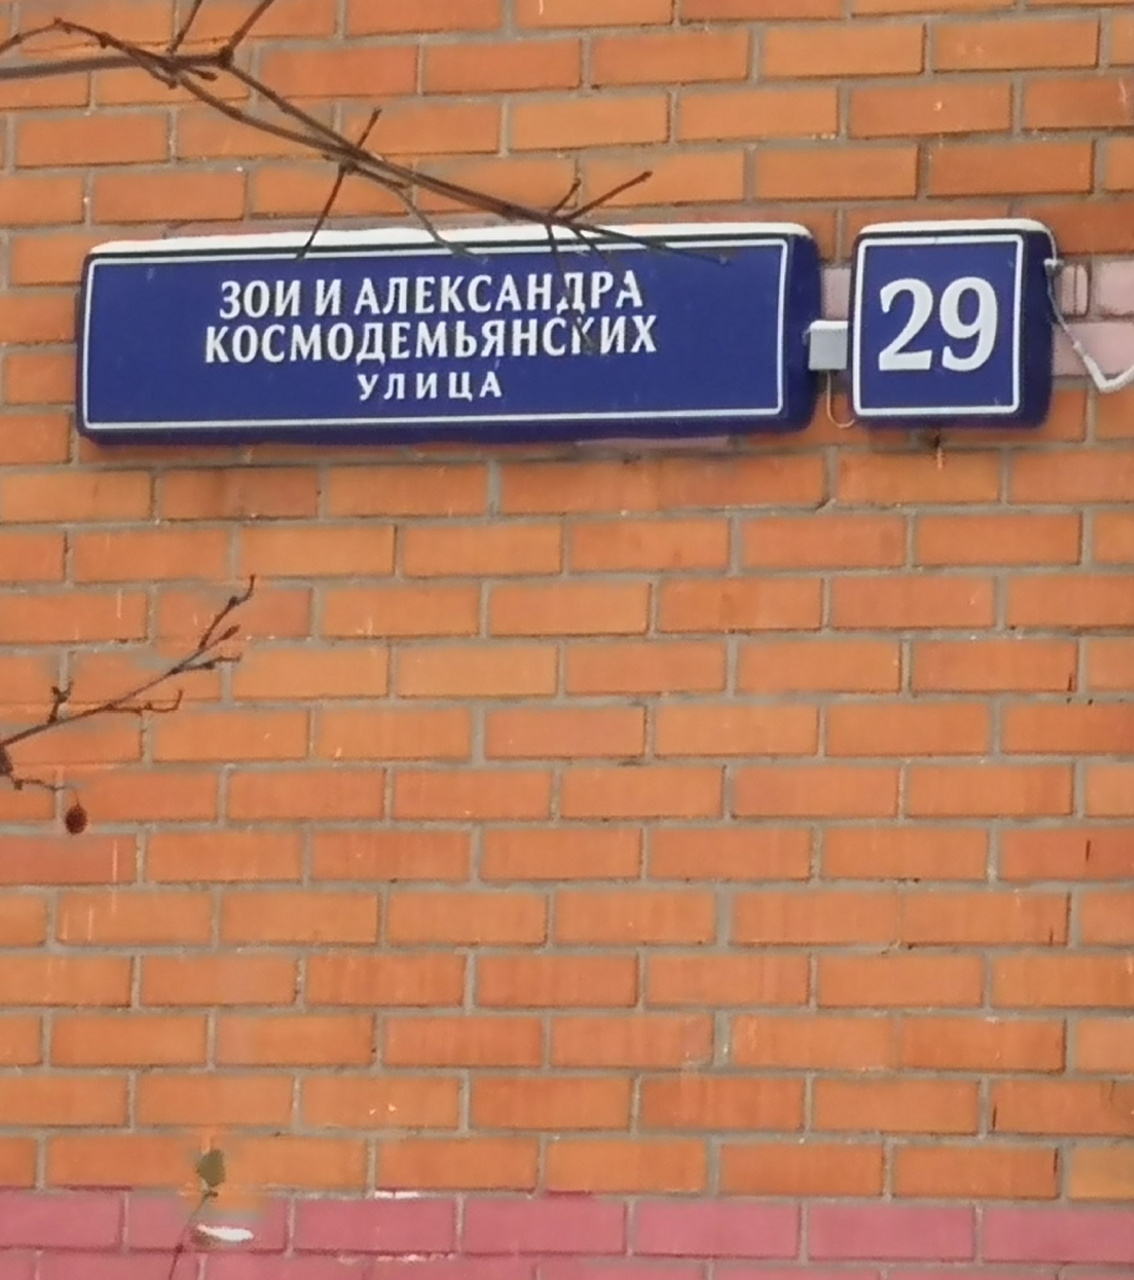 ЗОИ И АЛЕКСАНДРА
КОСМОДЕМЬЯНСКИХ
УЛИЦА
29